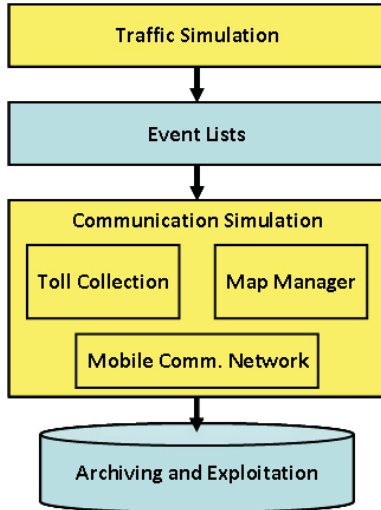 Traffic Simulation
Event Lists
Communication Simulation
Toll Collection
Map Manager
Mobile Comm. Network
Archiving and Exploitation